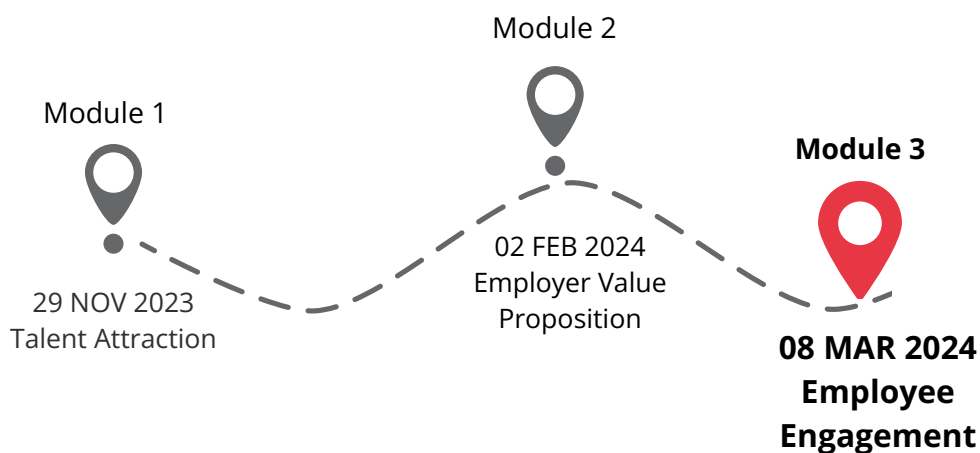 Module 1
29 NOV 2023
Talent Attraction
Module 2
02 FEB 2024
Employer Value
Proposition
Module 3
08 MAR 2024
Employee
Engagement